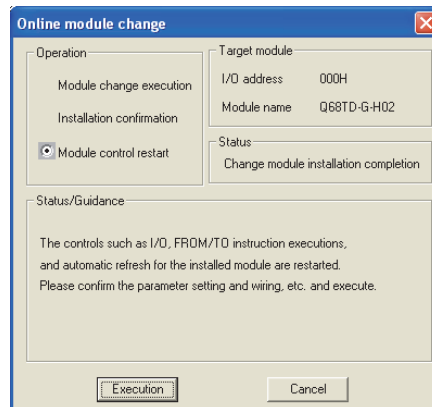 Online module change
Operation
Module change execution
Installation confirmation
Module control restart
Target module
I/O address 000H
Module name Q68TD-G-H02
Status
Change module installation completion
Status/Guidance
The controls such as I/O, FROM/TO instruction executions,
and automatic refresh for the installed module are restarted.
Please confirm the parameter setting and wiring, etc. and execute.
Execution Cancel